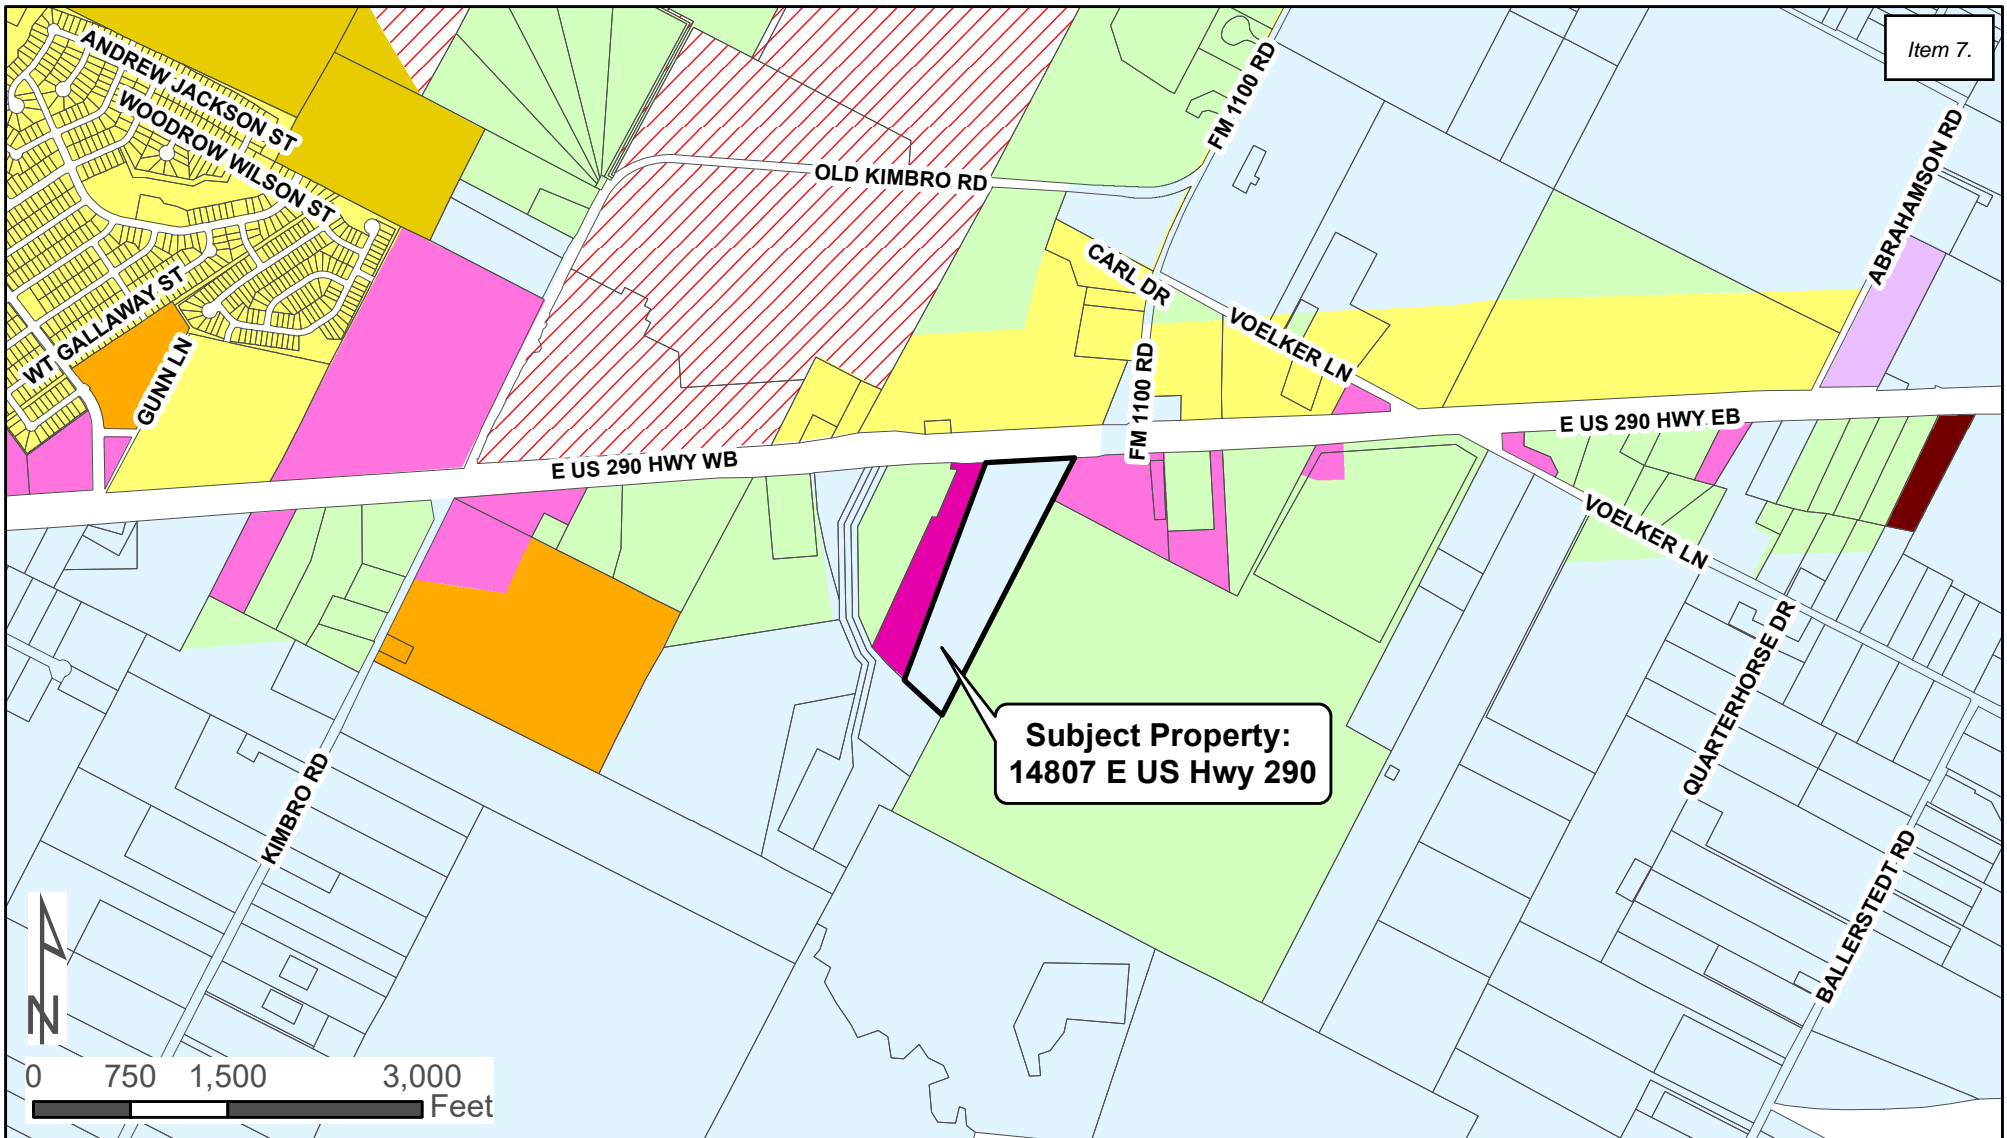 Item 7.
ANDREW JACKSON ST
WOODROW WILSON ST
FM 1100 RD
OLD KIMBRO RD
ABRAHAMSON RD
CARL DR
WT GALLAWAY ST
GUNN LN
VOELKER LN
FM 1100 RD
E US 290 HWY WB
E US 290 HWY EB
VOELKER LN
QUARTERHORSE DR
Subject Property:
14807 E US Hwy 290
KIMBRO RD
BALLERSTEDT RD
N
0 750 1,500 3,000
Feet